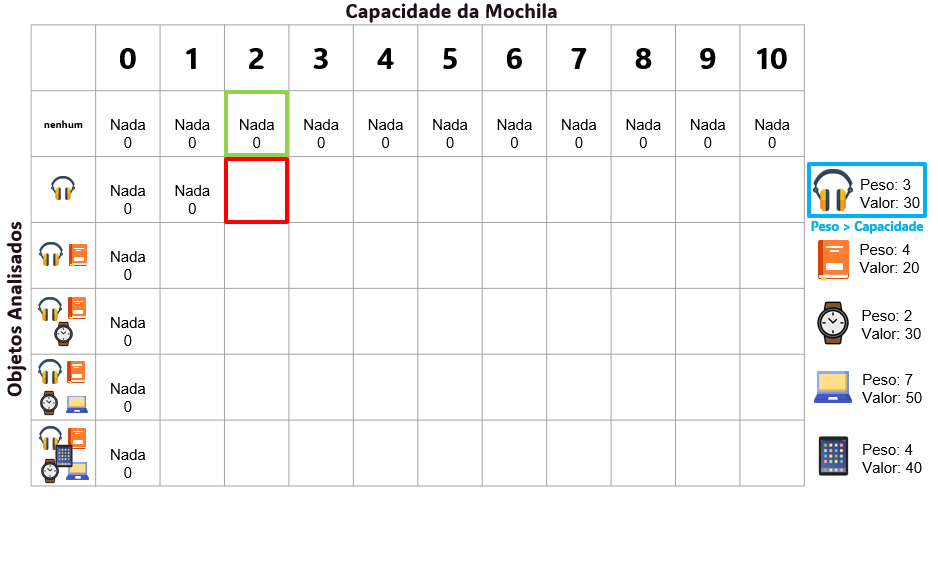 Capacidade da Mochila
0 1 2 3 4 5 6 7 8 9 10
nenhum
Nada Nada Nada Nada Nada Nada Nada Nada Nada Nada Nada
0 0 0 0 0 0 0 0 0 0 0
Nada Nada
0 0
Peso: 3
Valor: 30
Peso > Capacidade
Nada
0
Peso: 4
Valor: 20
Objetos Analisados
Nada
0
Peso: 2
Valor: 30
Nada
0
Peso: 7
Valor: 50
Nada
0
Peso: 4
Valor: 40